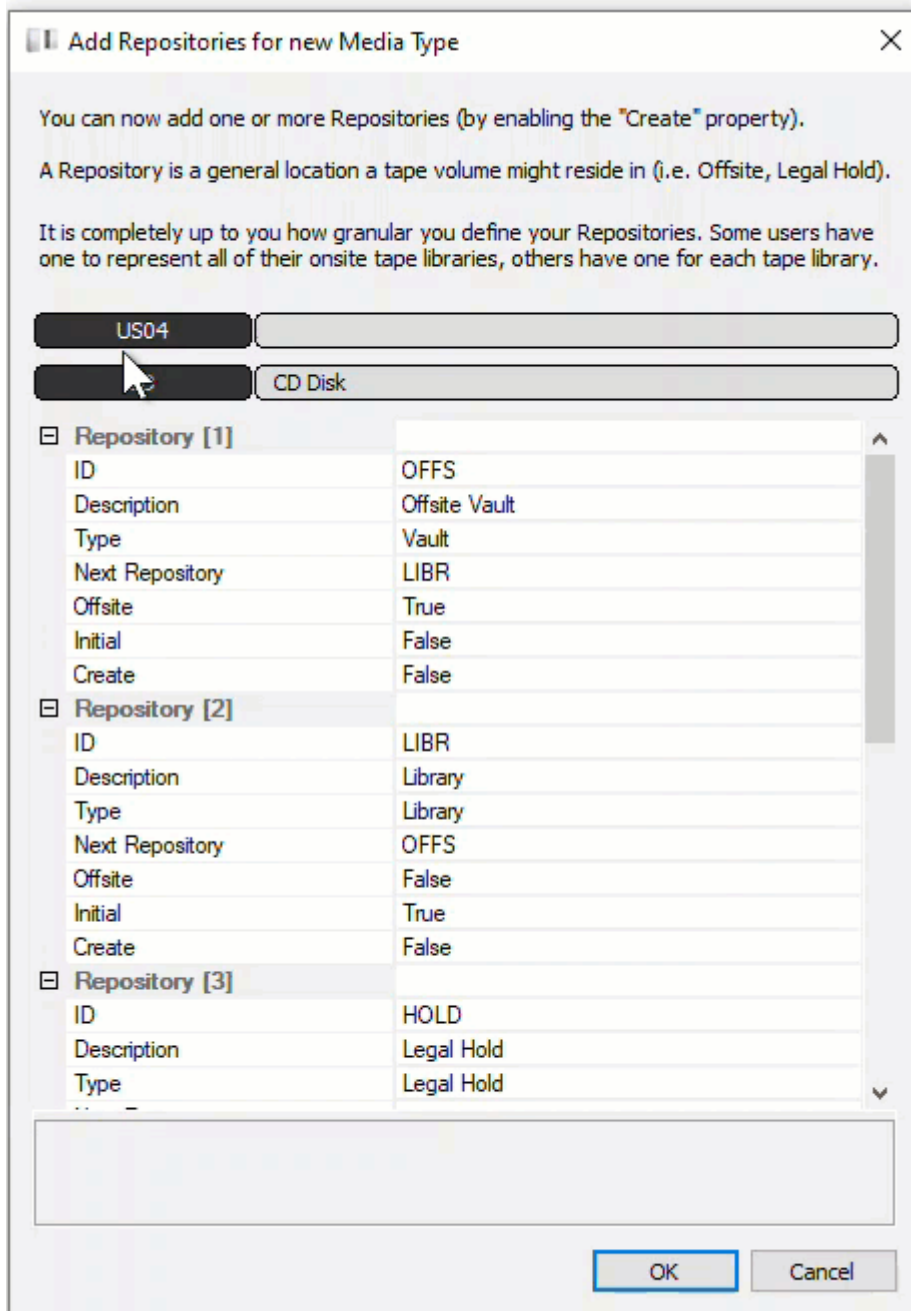 Add Repositories for new Media Type
You can now add one or more Repositories (by enabling the "Create" property).
A Repository is a general location a tape volume might reside in (i.e. Offsite, Legal Hold).
It is completely up to you how granular you define your Repositories. Some users have
one to represent all of their onsite tape libraries, others have one for each tape library.
US04
CD Disk
Repository [1]
ID OFFS
Description Offsite Vault
Type Vault
Next Repository LIBR
Offsite True
Initial False
Create False
Repository [2]
ID LIBR
Description Library
Type Library
Next Repository OFFS
Offsite False
Initial True
Create False
Repository [3]
ID HOLD
Description Legal Hold
Type Legal Hold
OK Cancel